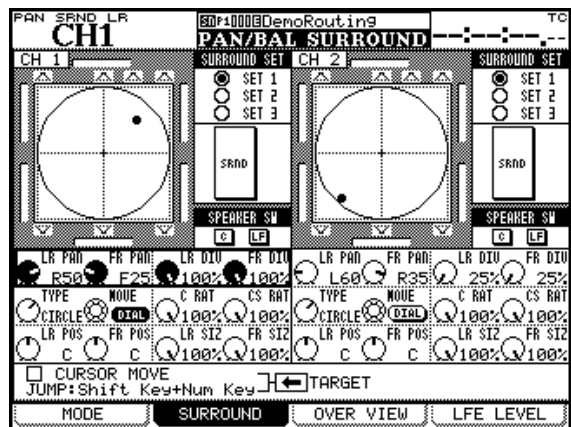 PAN SRND LR
CH1
P1 DemoRouting
PAN/BAL SURROUND
TC
--:--:--.--
CH 1
SURROUND SET
SET 1
SET 2
SET 3
SRND
SPEAKER SW
C LF
CH 2
SURROUND SET
SET 1
SET 2
SET 3
SRND
SPEAKER SW
C LF
LR PAN FR PAN LR DIV FR DIV
R50 F25 100% 100%
TYPE MOVE C RAT CS RAT
CIRCLE DIAL 100% 100%
LR POS FR POS LR SIZ FR SIZ
C C 100% 100%
LR PAN FR PAN LR DIV FR DIV
L60 R35 25% 25%
TYPE MOVE C RAT CS RAT
CIRCLE DIAL 100% 100%
LR POS FR POS LR SIZ FR SIZ
C C 100% 100%
CURSOR MOVE
JUMP:Shift Key+Num Key
TARGET
MODE SURROUND OVER VIEW LFE LEVEL